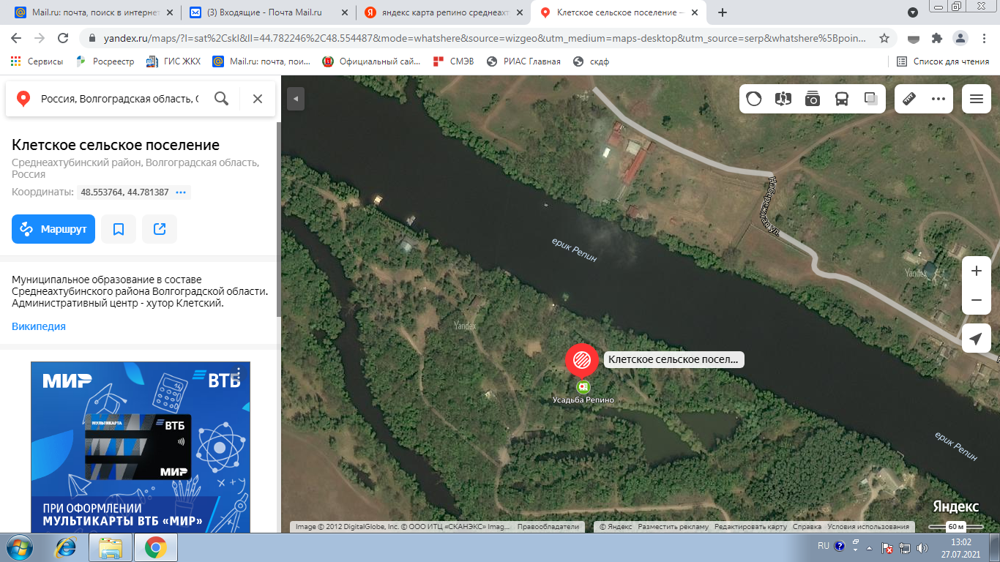 Mail.ru: почта, поиск в интернет
(3) Входящие - Почта Mail.ru
яндекс карта репино среднеахт
Клетское сельское поселение —
yandex.ru/maps/?l=sat%2Cskl&ll=44.782246%2C48.554487&mode=whatshere&source=wizgeo&utm_medium=maps-desktop&utm_source=serp&whatshere%5Bpoin...
Сервисы
Росреестр
ГИС ЖКХ
Mail.ru: почта, пои...
Официальный сай...
СМЭВ
РИАС Главная
скдф
Список для чтения
Россия, Волгоградская область, С
Клетское сельское поселение
Среднеахтубинский район, Волгоградская область,
Россия
Координаты: 48.553764, 44.781387 •••
Маршрут
Муниципальное образование в составе
Среднеахтубинского района Волгоградской области.
Административный центр - хутор Клетский.
Википедия
МИР
ВТБ
МУЛЬТИКАРТА
ВТБ
МИР
ПРИ ОФОРМЛЕНИИ
МУЛЬТИКАРТЫ ВТБ «МИР»
Набережная ул.
ерик Репин
Yandex
Yandex
Клетское сельское посел...
Усадьба Репино
ерик Репин
Яндекс
Image © 2012 DigitalGlobe, Inc. © ООО ИТЦ «СКАНЭКС» Imag,...
Правообладатели
© Яндекс
Разместить рекламу
Редактировать карту
Справка
Условия использования
60 м
RU
13:02
27.07.2021